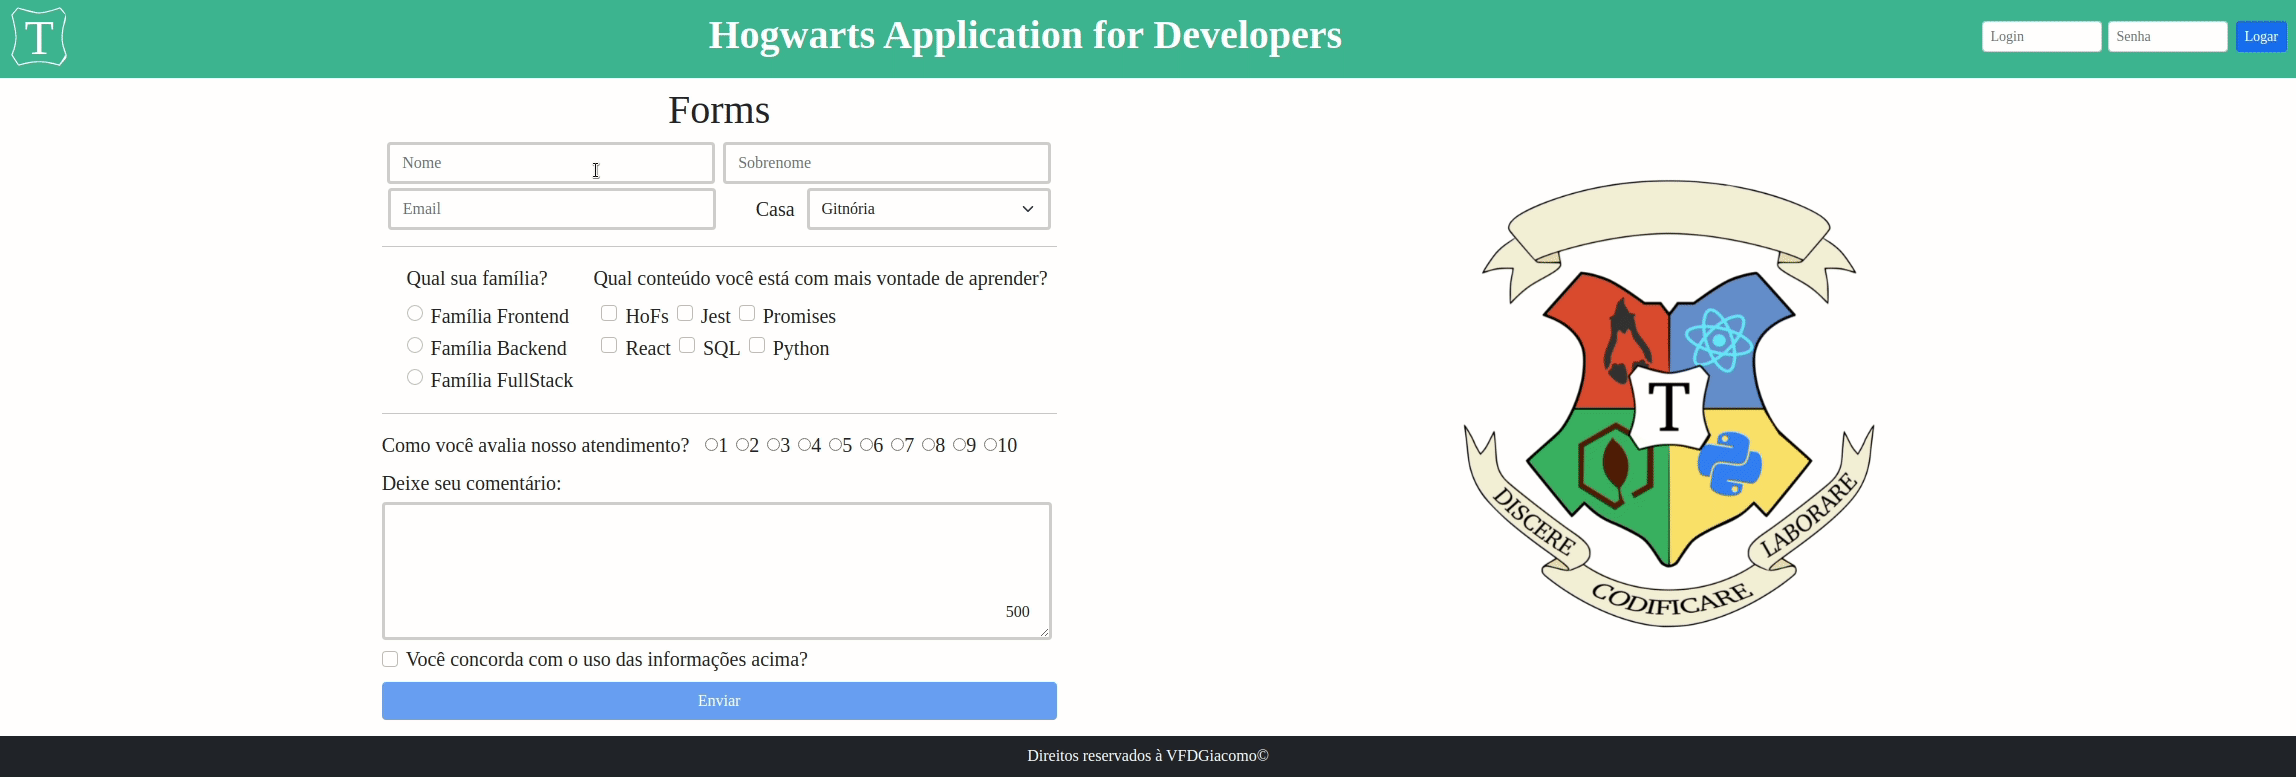 T
Hogwarts Application for Developers
Login Senha Logar
Forms
Nome Sobrenome
Email Casa Gitnória
Qual sua família? Qual conteúdo você está com mais vontade de aprender?
Família Frontend HoFs Jest Promises
Família Backend React SQL Python
Família FullStack
Como você avalia nosso atendimento? 1 2 3 4 5 6 7 8 9 10
Deixe seu comentário:
500
Você concorda com o uso das informações acima?
Enviar
T
DISCERE
CODIFICARE
LABORARE
Direitos reservados à VFDGiacomo©